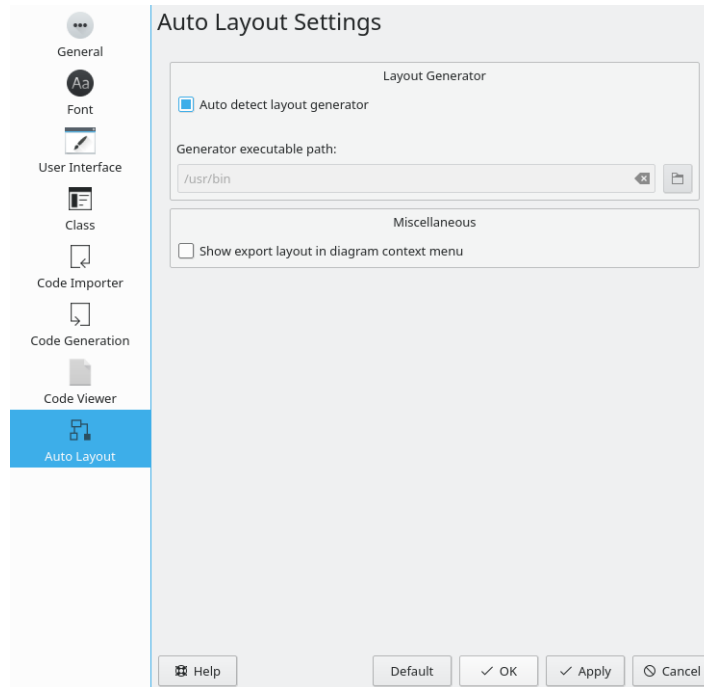 General
Aa
Font
User Interface
Class
Code Importer
Code Generation
Code Viewer
Auto Layout
Auto Layout Settings
Layout Generator
Auto detect layout generator
Generator executable path:
/usr/bin
Miscellaneous
Show export layout in diagram context menu
Help
Default
OK
Apply
Cancel